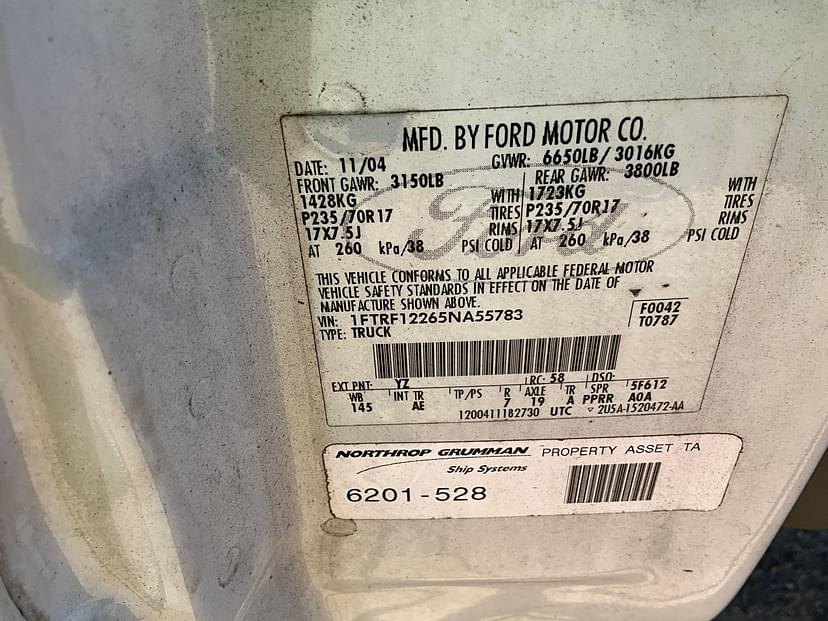 MFD. BY FORD MOTOR CO.
DATE: 11/04 GVWR: 6650LB/ 3016KG
FRONT GAWR: 3150LB REAR GAWR: 3800LB
1428KG WITH 1723KG WITH
P235/70R17 TIRES P235/70R17 TIRES
17X7.5J RIMS 17X7.5J RIMS
AT 260 kPa/38 PSI COLD AT 260 kPa/38 PSI COLD
Ford
THIS VEHICLE CONFORMS TO ALL APPLICABLE FEDERAL MOTOR
VEHICLE SAFETY STANDARDS IN EFFECT ON THE DATE OF
MANUFACTURE SHOWN ABOVE.
VIN: 1FTRF12265NA55783 F0042
TYPE: TRUCK T0787
EXT PNT: YZ RC: 58 DSO:
WB INT TR TP/PS R AXLE TR SPR 5F612
145 AE 7 19 A PPRR A0A
1200411182730 UTC 2U5A-1520472-AA
NORTHROP GRUMMAN PROPERTY ASSET TA
Ship Systems
6201-528